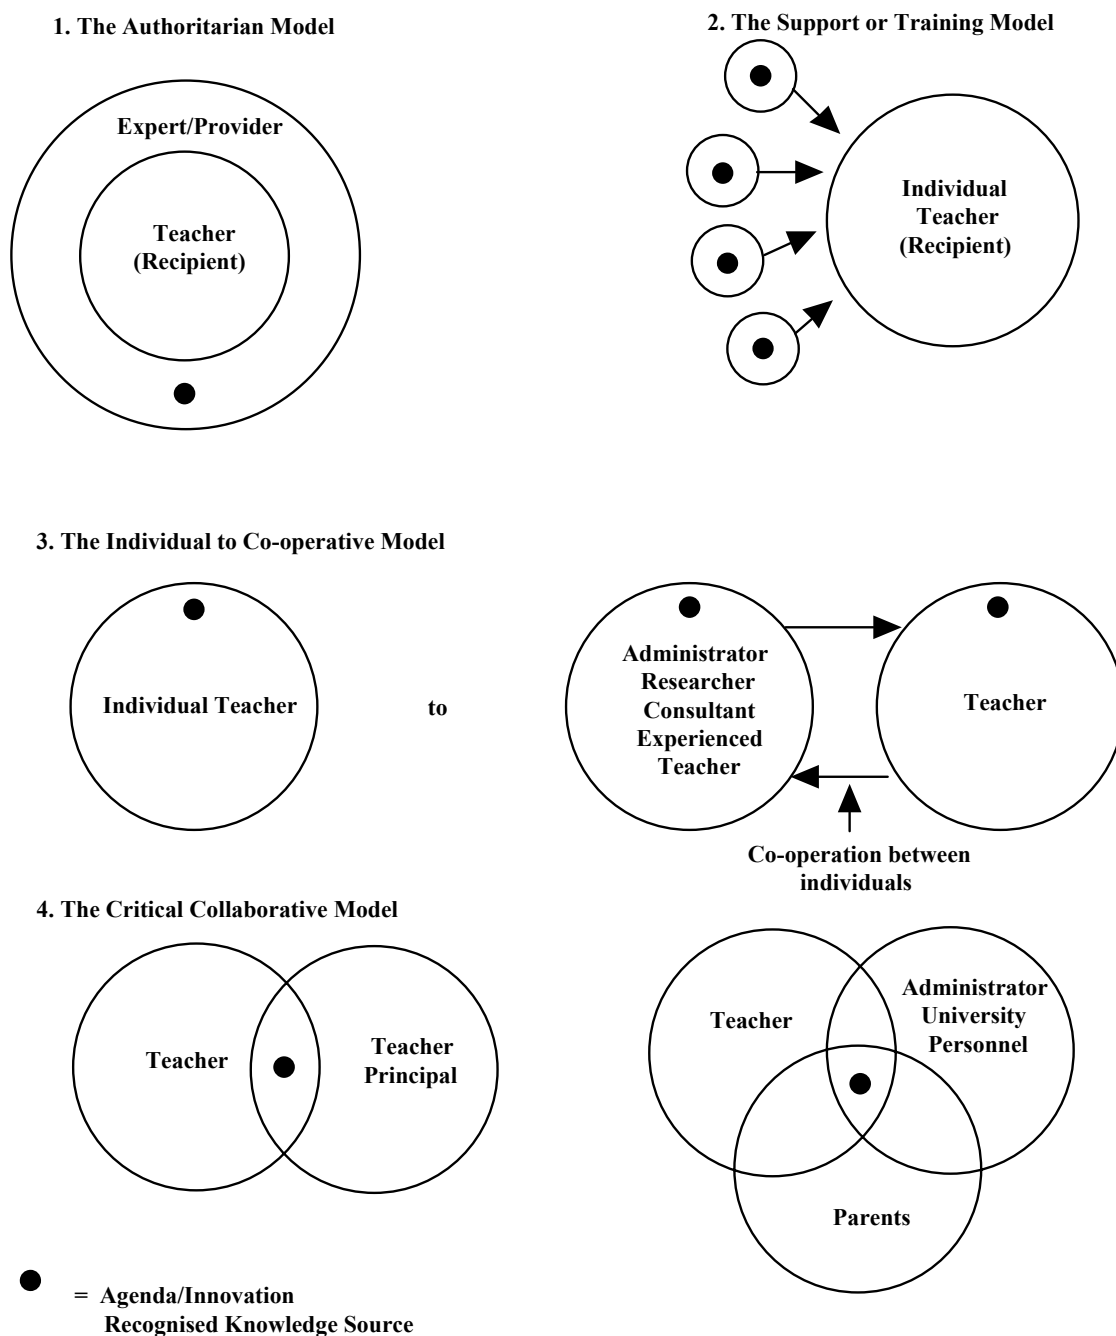 1. The Authoritarian Model
Expert/Provider
Teacher
(Recipient)
2. The Support or Training Model
Individual
Teacher
(Recipient)
3. The Individual to Co-operative Model
Individual Teacher
to
Administrator
Researcher
Consultant
Experienced
Teacher
Teacher
Co-operation between
individuals
4. The Critical Collaborative Model
Teacher
Teacher
Principal
Teacher
Administrator
University
Personnel
Parents
= Agenda/Innovation
Recognised Knowledge Source